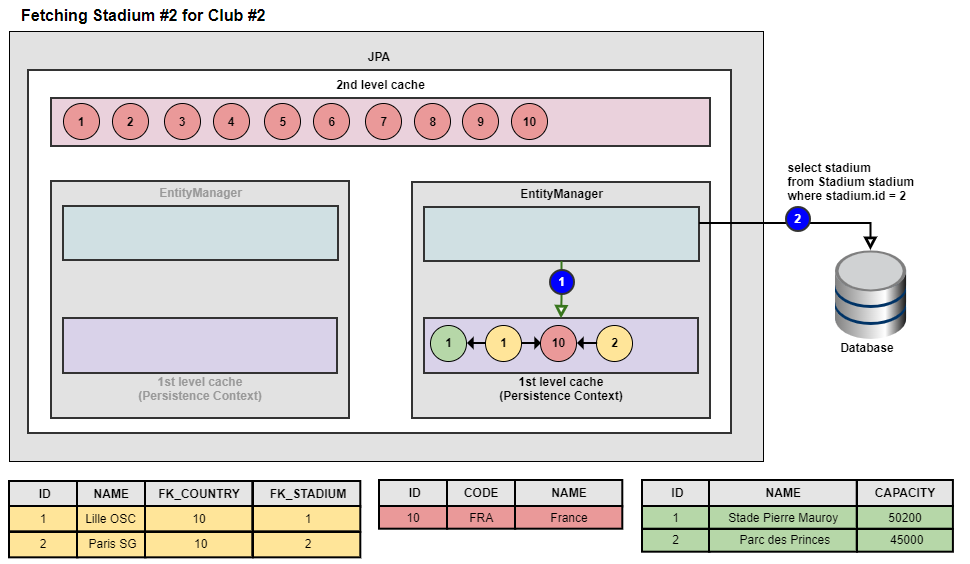 Fetching Stadium #2 for Club #2
JPA
2nd level cache
1 2 3 4 5 6 7 8 9 10
EntityManager
1st level cache
(Persistence Context)
EntityManager
1
1 1 10 2
1st level cache
(Persistence Context)
select stadium
from Stadium stadium
where stadium.id = 2
2
Database
ID NAME FK_COUNTRY FK_STADIUM
1 Lille OSC 10 1
2 Paris SG 10 2
ID CODE NAME
10 FRA France
ID NAME CAPACITY
1 Stade Pierre Mauroy 50200
2 Parc des Princes 45000